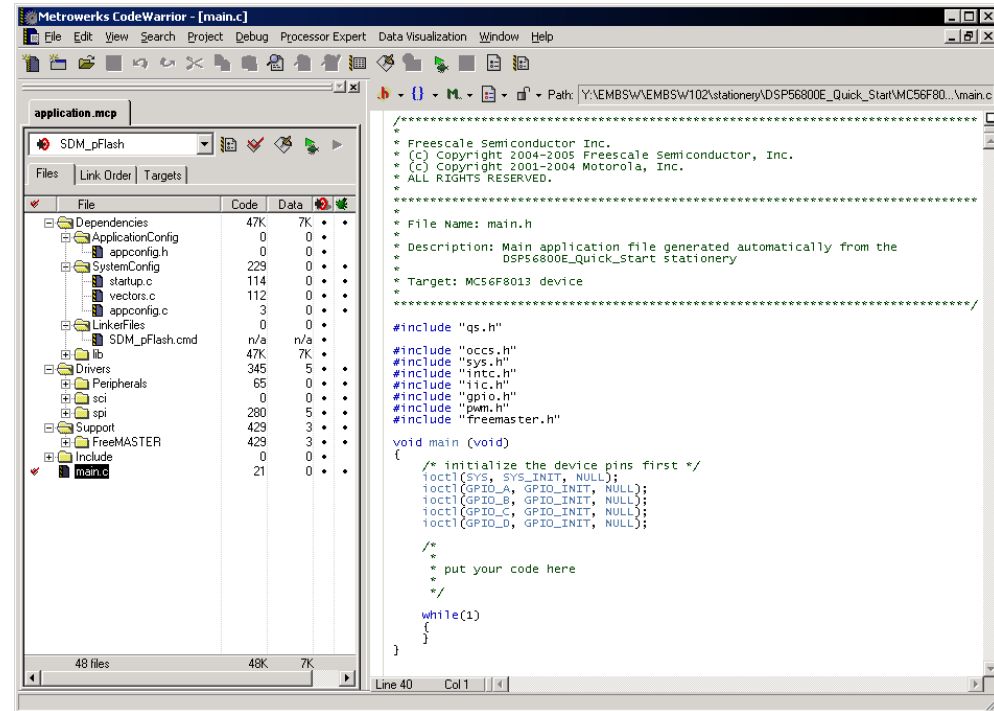 Metrowerks CodeWarrior - [main.c]
File Edit View Search Project Debug Processor Expert Data Visualization Window Help
application.mcp
SDM_pFlash
Files Link Order Targets
File Code Data
Dependencies 47K 7K
ApplicationConfig 0 0
appconfig.h 0 0
SystemConfig 229 0
startup.c 114 0
vectors.c 112 0
appconfig.c 3 0
LinkerFiles 0 0
SDM_pFlash.cmd n/a n/a
lib 47K 7K
Drivers 345 5
Peripherals 65 0
sci 0 0
spi 280 5
Support 429 3
FreeMASTER 429 3
Include 0 0
main.c 21 0
48 files 48K 7K
h {} M. Path: Y:\EMBSW\EMBSW102\stationery\DSP56800E_Quick_Start\MC56F80...\main.c
/*****************************************************************************
*
* Freescale Semiconductor Inc.
* (c) Copyright 2004-2005 Freescale Semiconductor, Inc.
* (c) Copyright 2001-2004 Motorola, Inc.
* ALL RIGHTS RESERVED.
*
******************************************************************************
*
* File Name: main.h
*
* Description: Main application file generated automatically from the
* DSP56800E_Quick_Start stationery
*
* Target: MC56F8013 device
*
*****************************************************************************/
#include "qs.h"
#include "occs.h"
#include "sys.h"
#include "intc.h"
#include "iic.h"
#include "gpio.h"
#include "pwm.h"
#include "freemaster.h"
void main (void)
{
/* initialize the device pins first */
ioctl(SYS, SYS_INIT, NULL);
ioctl(GPIO_A, GPIO_INIT, NULL);
ioctl(GPIO_B, GPIO_INIT, NULL);
ioctl(GPIO_C, GPIO_INIT, NULL);
ioctl(GPIO_D, GPIO_INIT, NULL);
/*
*
* put your code here
*
*/
while(1)
{
}
}
Line 40 Col 1